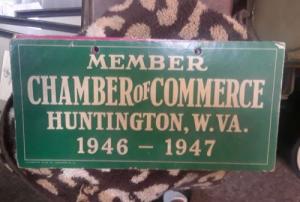 MEMBER
CHAMBER OF COMMERCE
HUNTINGTON, W. VA.
1946 – 1947